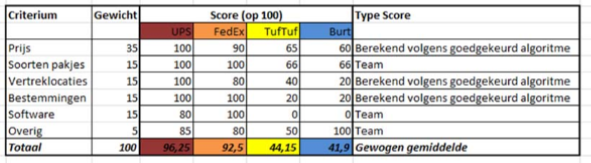 Criterium Gewicht Score (op 100) Type Score
UPS FedEx TufTuf Burt
Prijs 35 100 90 65 60 Berekend volgens goedgekeurd algoritme
Soorten pakjes 15 100 100 66 66 Team
Vertreklocaties 15 100 80 40 20 Berekend volgens goedgekeurd algoritme
Bestemmingen 15 100 100 20 20 Berekend volgens goedgekeurd algoritme
Software 15 80 100 0 0 Team
Overig 5 85 80 50 100 Team
Totaal 100 96,25 92,5 44,15 41,9 Gewogen gemiddelde